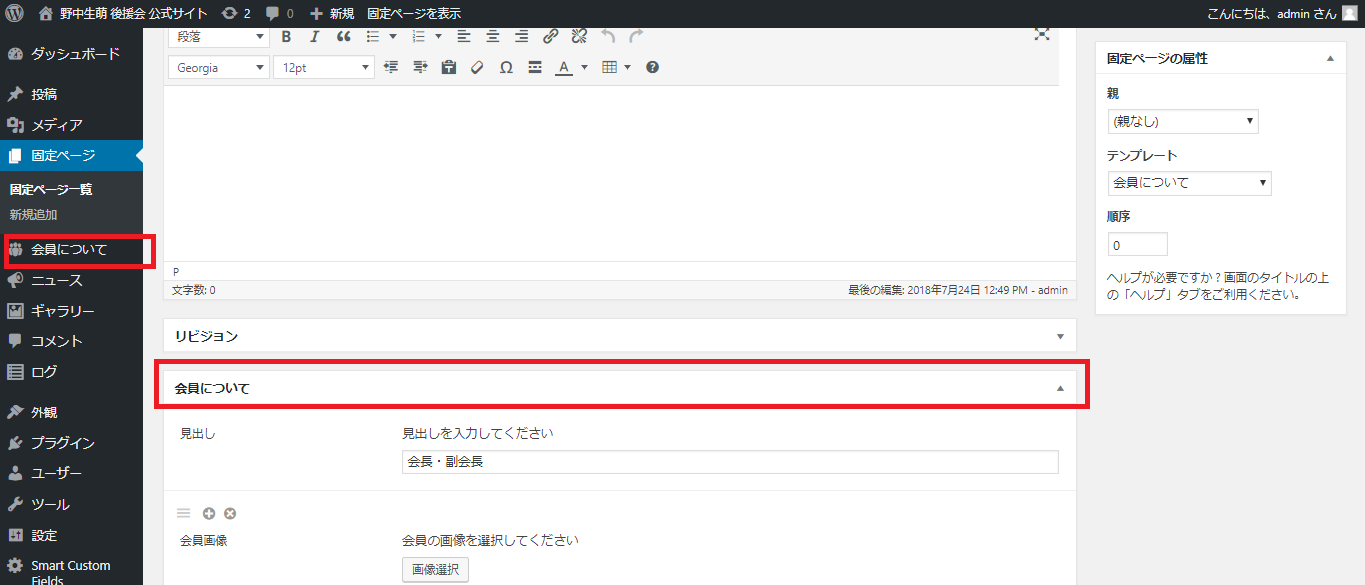 野中生萌 後援会 公式サイト 2 0 新規 固定ページを表示 こんにちは、admin さん
ダッシュボード
投稿
メディア
固定ページ
固定ページ一覧
新規追加
会員について
ニュース
ギャラリー
コメント
ログ
外観
プラグイン
ユーザー
ツール
設定
Smart Custom
Fields
段落 B I
Georgia 12pt Ω A
P
文字数: 0 最後の編集: 2018年7月24日 12:49 PM - admin
リビジョン
会員について
見出し 見出しを入力してください
会長・副会長
会員画像 会員の画像を選択してください
画像選択
固定ページの属性
親
(親なし)
テンプレート
会員について
順序
0
ヘルプが必要ですか ? 画面のタイトルの上
の「ヘルプ」タブをご利用ください。